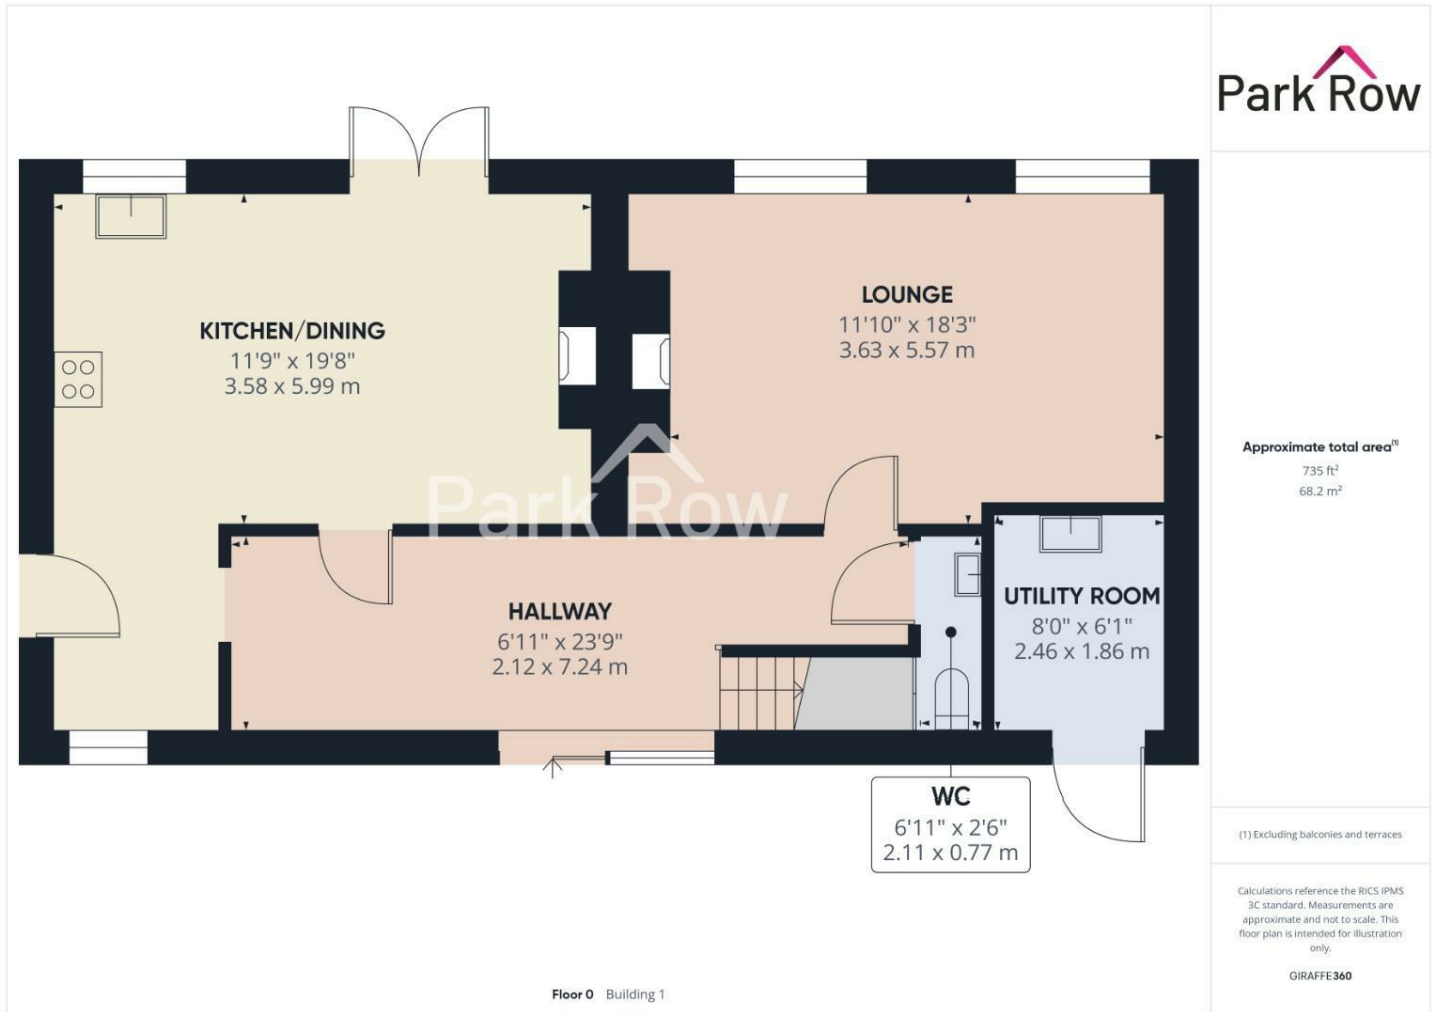 Park Row
KITCHEN/DINING
11'9" x 19'8"
3.58 x 5.99 m
LOUNGE
11'10" x 18'3"
3.63 x 5.57 m
Park Row
HALLWAY
6'11" x 23'9"
2.12 x 7.24 m
UTILITY ROOM
8'0" x 6'1"
2.46 x 1.86 m
WC
6'11" x 2'6"
2.11 x 0.77 m
Floor 0 Building 1
Approximate total area(1)
735 ft²
68.2 m²
(1) Excluding balconies and terraces
Calculations reference the RICS IPMS
3C standard. Measurements are
approximate and not to scale. This
floor plan is intended for illustration
only.
GIRAFFE360